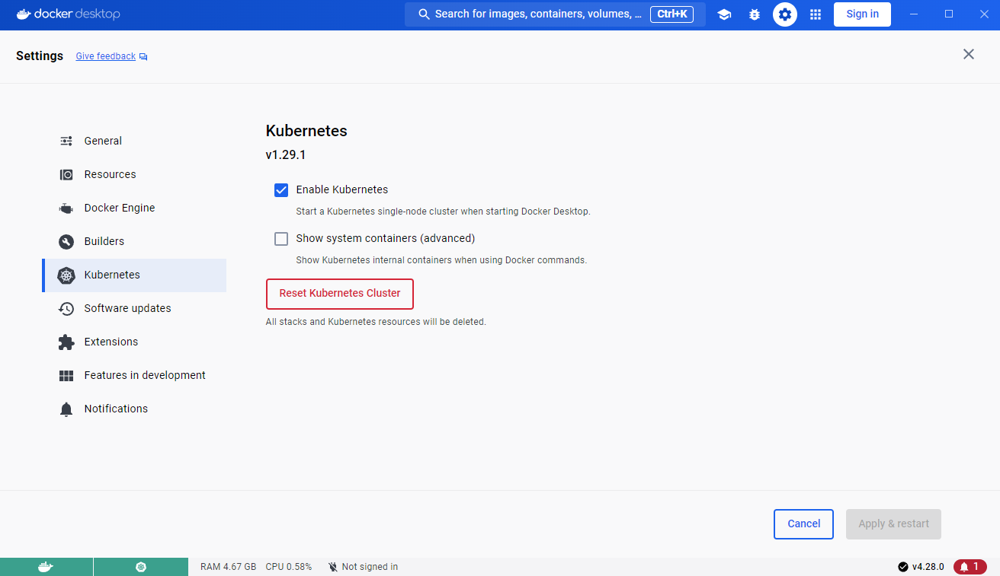 docker desktop
Search for images, containers, volumes, ... Ctrl+K
Sign in
Settings
Give feedback
General
Resources
Docker Engine
Builders
Kubernetes
Software updates
Extensions
Features in development
Notifications
Kubernetes
v1.29.1
Enable Kubernetes
Start a Kubernetes single-node cluster when starting Docker Desktop.
Show system containers (advanced)
Show Kubernetes internal containers when using Docker commands.
Reset Kubernetes Cluster
All stacks and Kubernetes resources will be deleted.
Cancel
Apply & restart
RAM 4.67 GB CPU 0.58% Not signed in
v4.28.0
1